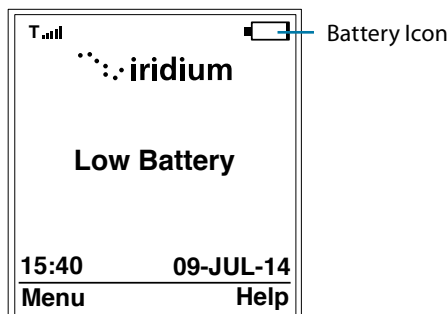 T
Battery Icon
iridium
Low Battery
15:40 09-JUL-14
Menu Help